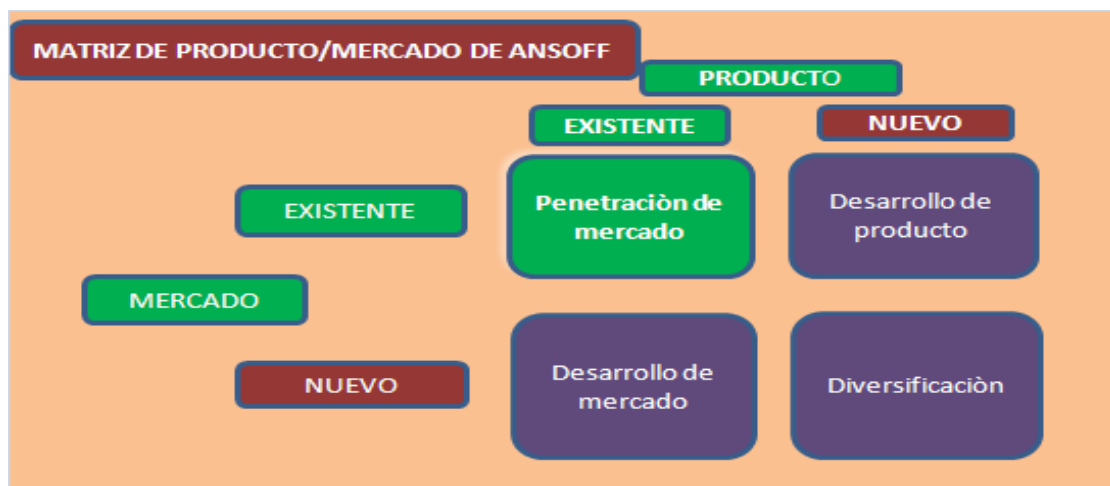 MATRIZ DE PRODUCTO/MERCADO DE ANSOFF
PRODUCTO
EXISTENTE
NUEVO
EXISTENTE
Penetraciòn de
mercado
Desarrollo de
producto
MERCADO
NUEVO
Desarrollo de
mercado
Diversificaciòn